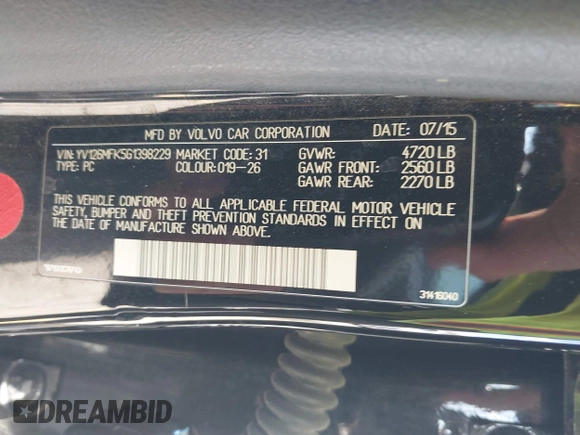 MFD BY VOLVO CAR CORPORATION DATE: 07/15
VIN: YV126MFK5G1398229 MARKET CODE: 31 GVWR: 4720 LB
TYPE: PC COLOUR: 019-26 GAWR FRONT: 2560 LB
GAWR REAR: 2270 LB
THIS VEHICLE CONFORMS TO ALL APPLICABLE FEDERAL MOTOR VEHICLE
SAFETY, BUMPER AND THEFT PREVENTION STANDARDS IN EFFECT ON
THE DATE OF MANUFACTURE SHOWN ABOVE.
VOLVO 31416040
DREAMBID